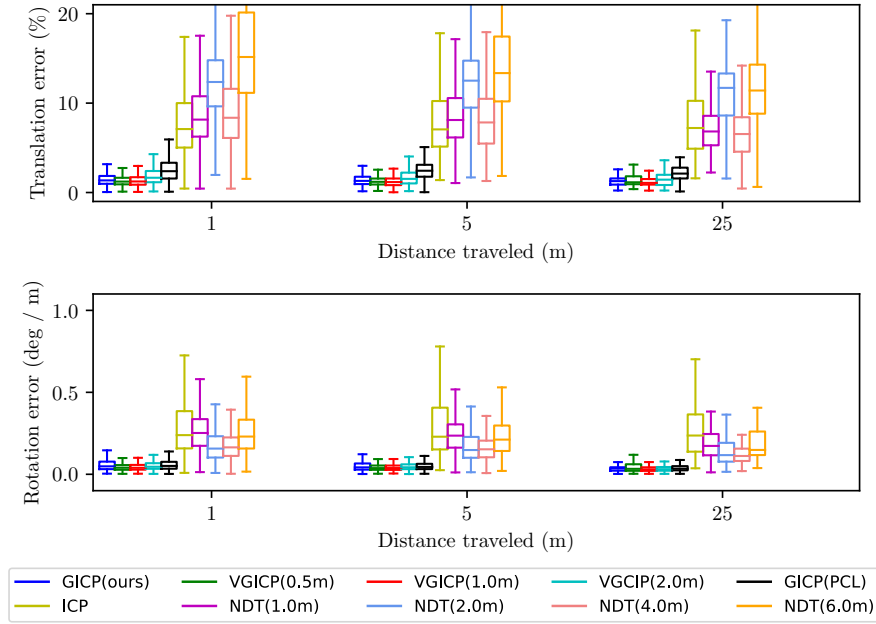 Translation error (%)
20
10
0
1
5
25
Distance traveled (m)
Rotation error (deg / m)
1.0
0.5
0.0
1
5
25
Distance traveled (m)
GICP(ours) VGICP(0.5m) VGICP(1.0m) VGCIP(2.0m) GICP(PCL)
ICP NDT(1.0m) NDT(2.0m) NDT(4.0m) NDT(6.0m)